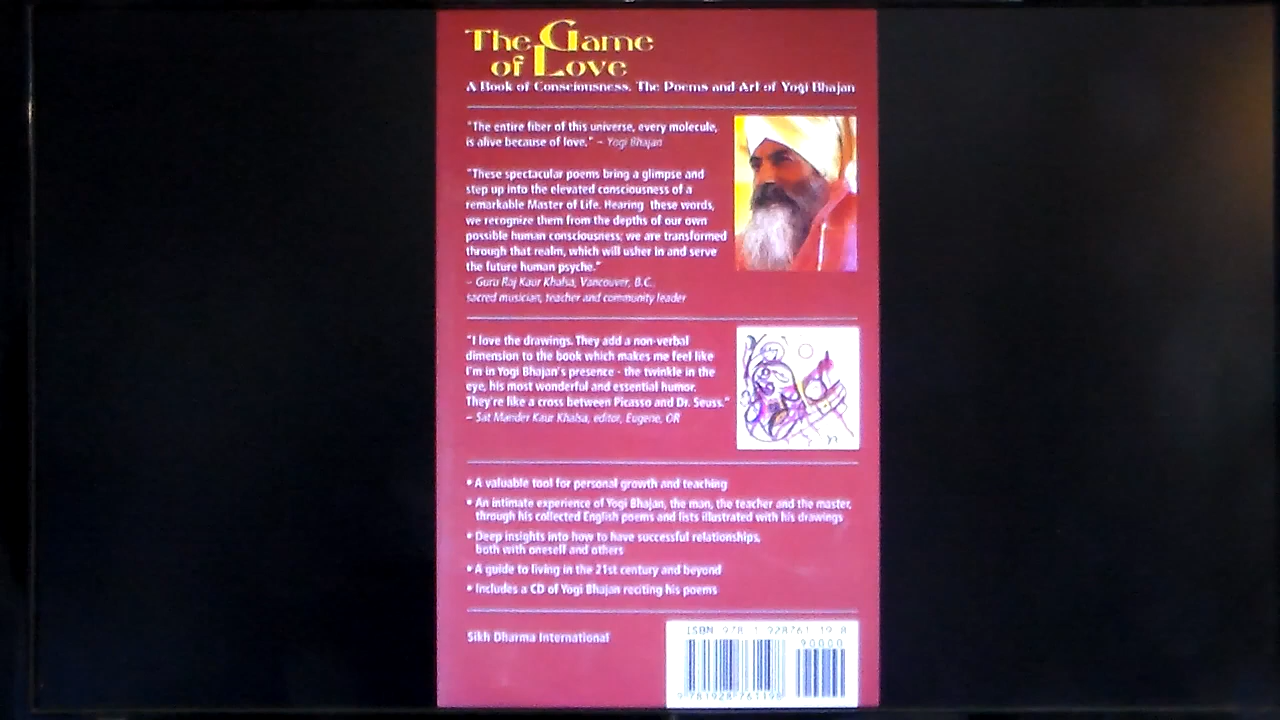 The Game
of Love
A Book of Consciousness, The Poems and Art of Yogi Bhajan
"The entire fiber of this universe, every molecule,
is alive because of love." – Yogi Bhajan
"These spectacular poems bring a glimpse and
step up into the elevated consciousness of a
remarkable Master of Life. Hearing these words,
we recognize them from the depths of our own
possible human consciousness; we are transformed
through that realm, which will usher in and serve
the future human psyche."
– Guru Raj Kaur Khalsa, Vancouver, B.C.,
sacred musician, teacher and community leader
"I love the drawings. They add a non-verbal
dimension to the book which makes me feel like
I'm in Yogi Bhajan's presence - the twinkle in the
eye, his most wonderful and essential humor.
They're like a cross between Picasso and Dr. Seuss."
– Sat Mander Kaur Khalsa, editor, Eugene, OR
• A valuable tool for personal growth and teaching
• An intimate experience of Yogi Bhajan, the man, the teacher and the master,
through his collected English poems and lists illustrated with his drawings
• Deep insights into how to have successful relationships,
both with oneself and others
• A guide to living in the 21st century and beyond
• Includes a CD of Yogi Bhajan reciting his poems
Sikh Dharma International
ISBN 978 1 928761 19 8
90000
9 781928 761198